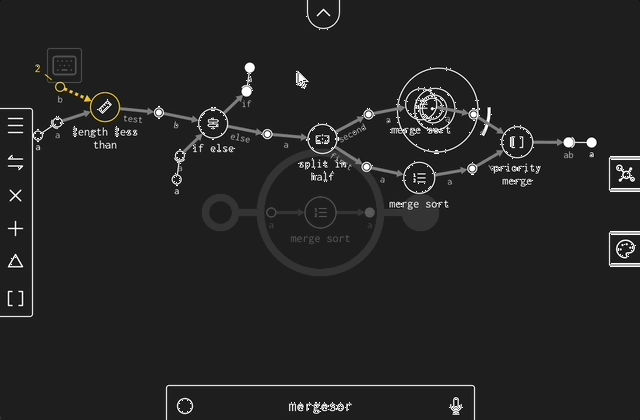 2
b
a
a
length less
than
test
b
if else
if
a
a
else
a
split in
half
second
a
merge sort
a
merge sort
a
priority
merge
ab
a
a
a
merge sort
mergesor